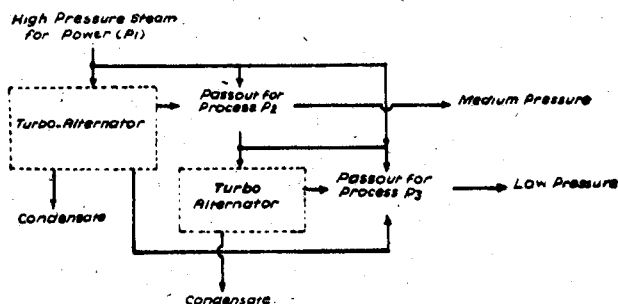 High Pressure Steam
for Power (P1)
Passout for
Process P2
Medium Pressure
Turbo-Alternator
Turbo
Alternator
Passout for
Process P3
Low Pressure
Condensate
Condensate